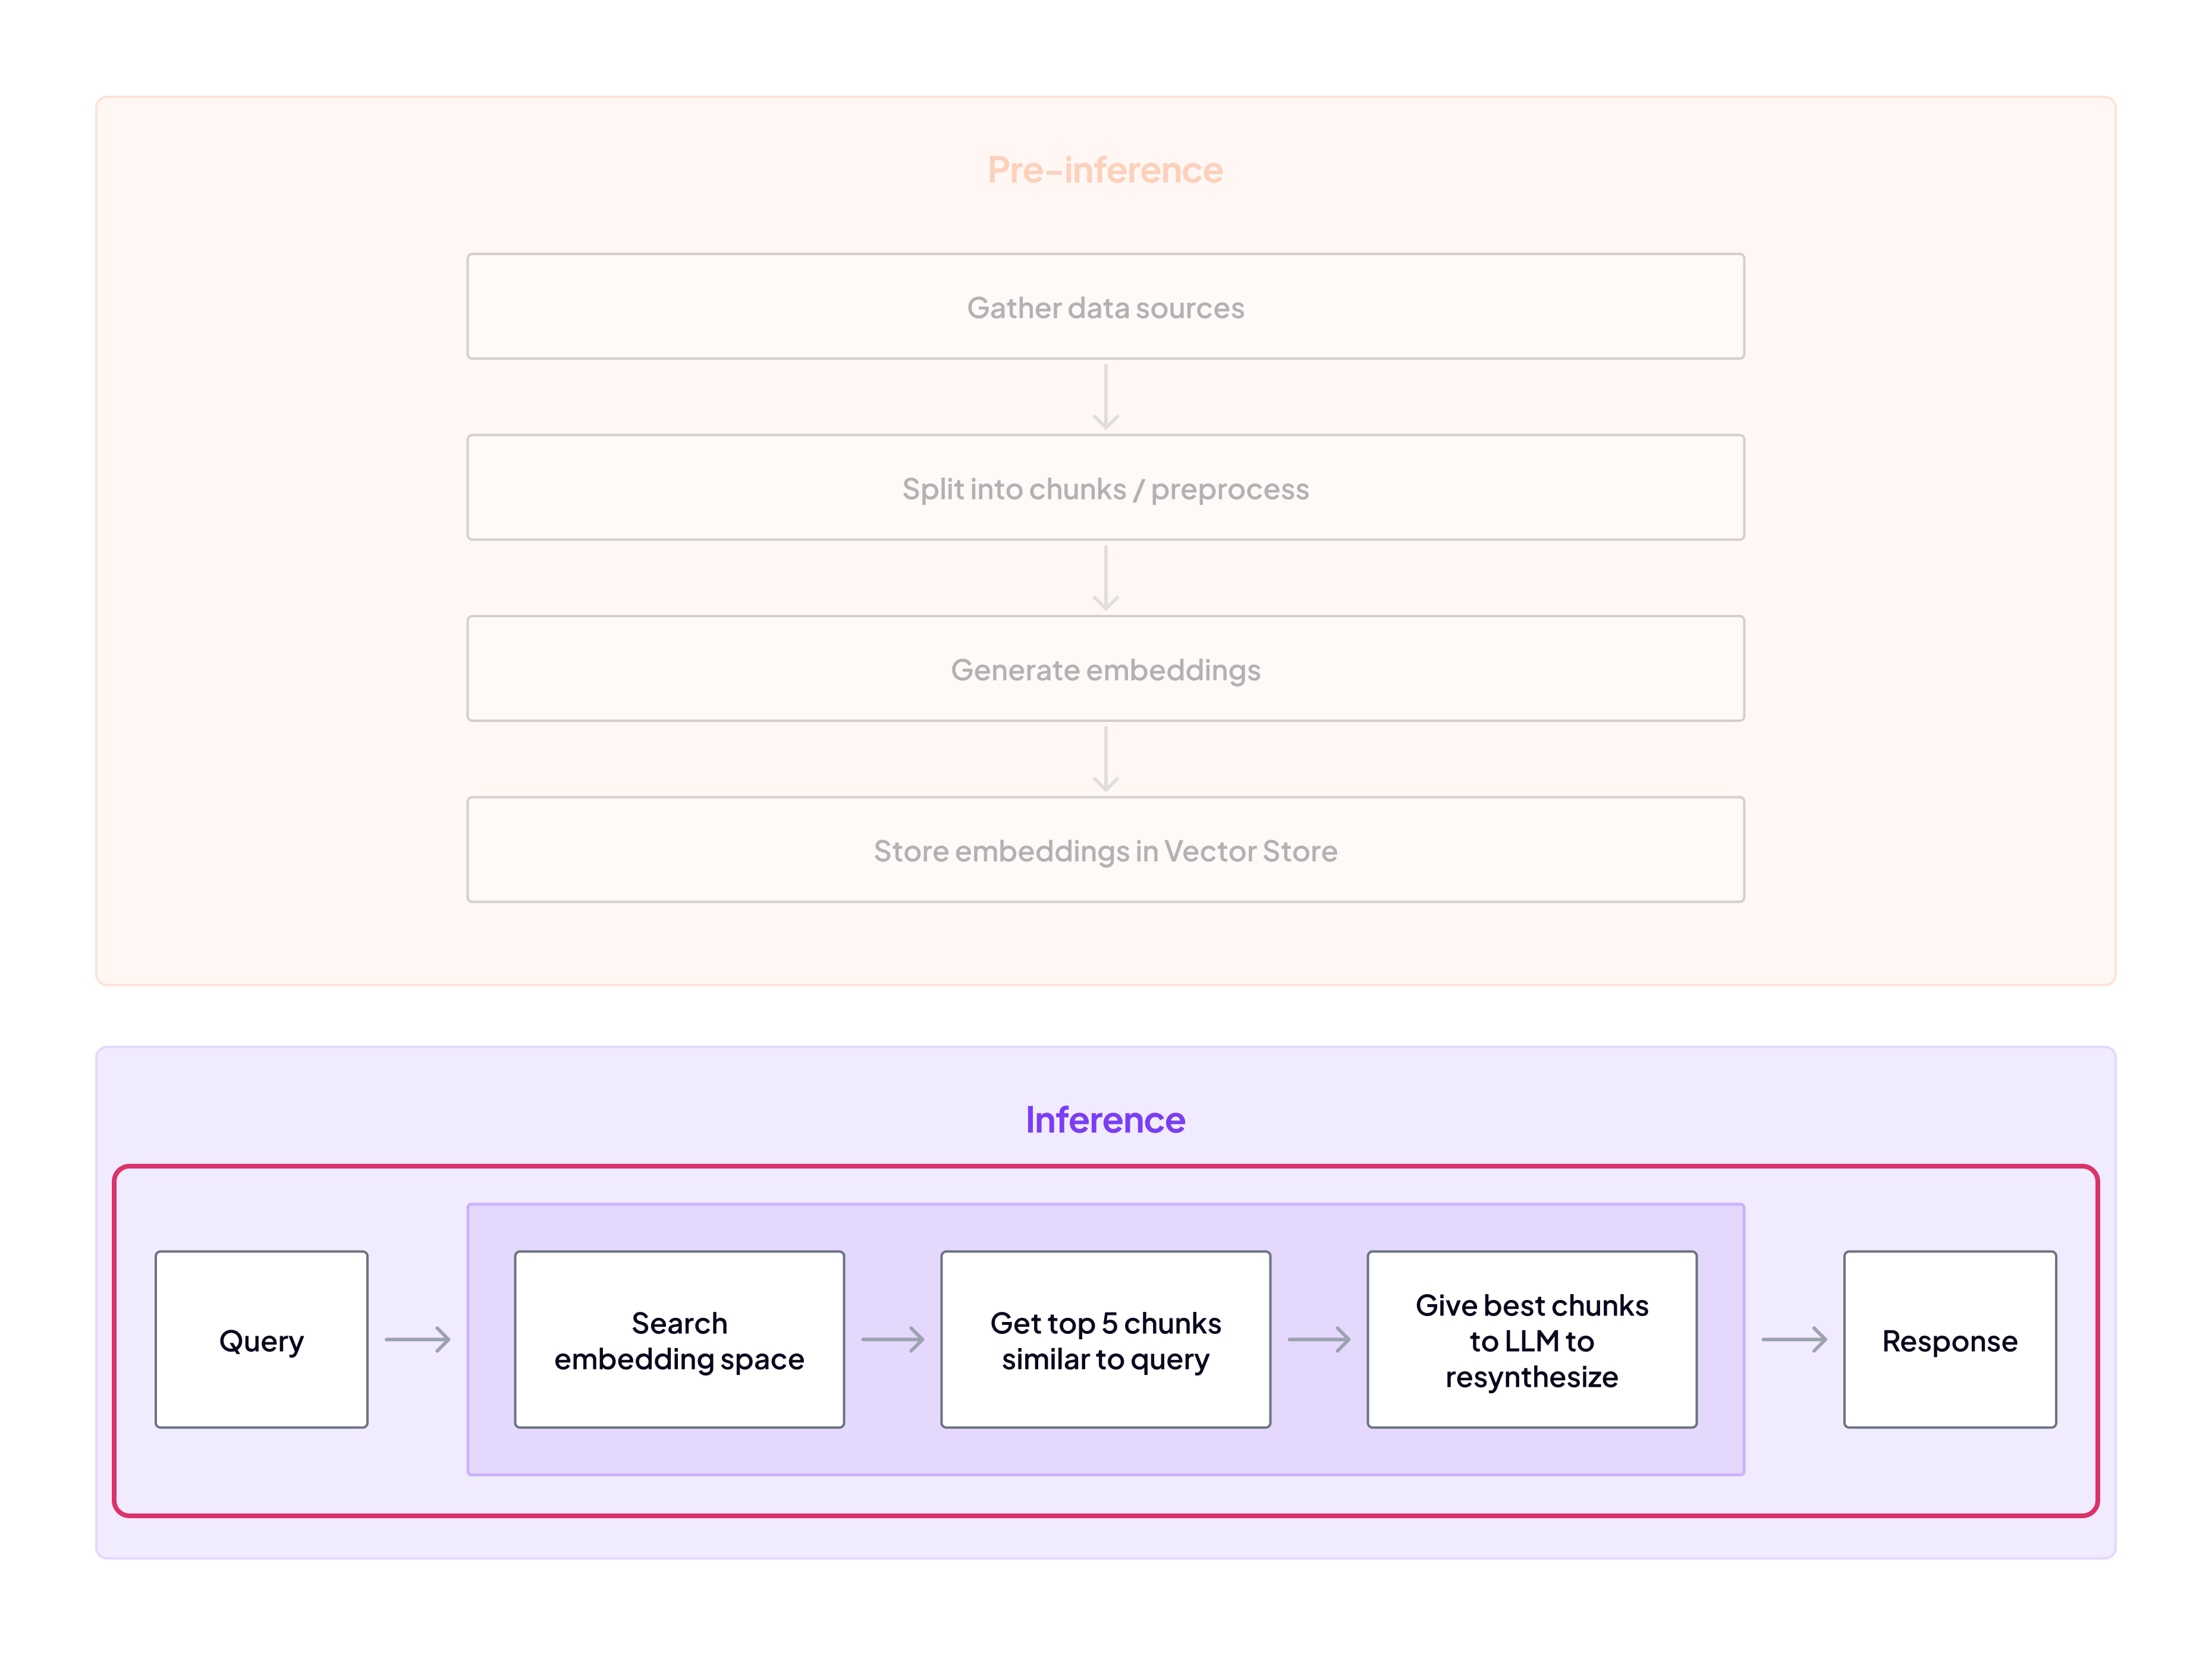 Pre-inference
Gather data sources
Split into chunks / preprocess
Generate embeddings
Store embeddings in Vector Store
Inference
Query
Search
embedding space
Get top 5 chunks
similar to query
Give best chunks
to LLM to
resynthesize
Response